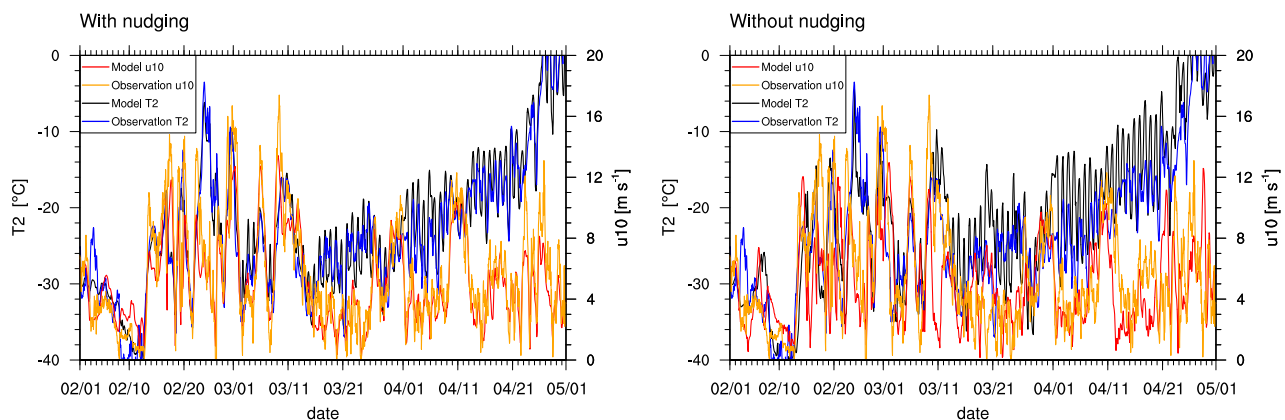 With nudging
0
-10
-20
-30
-40
T2 [°C]
Model u10
Observation u10
Model T2
Observation T2
20
16
12
8
4
0
u10 [m s⁻¹]
02/01 02/10 02/20 03/01 03/11 03/21 04/01 04/11 04/21 05/01
date
Without nudging
0
-10
-20
-30
-40
T2 [°C]
Model u10
Observation u10
Model T2
Observation T2
20
16
12
8
4
0
u10 [m s⁻¹]
02/01 02/10 02/20 03/01 03/11 03/21 04/01 04/11 04/21 05/01
date